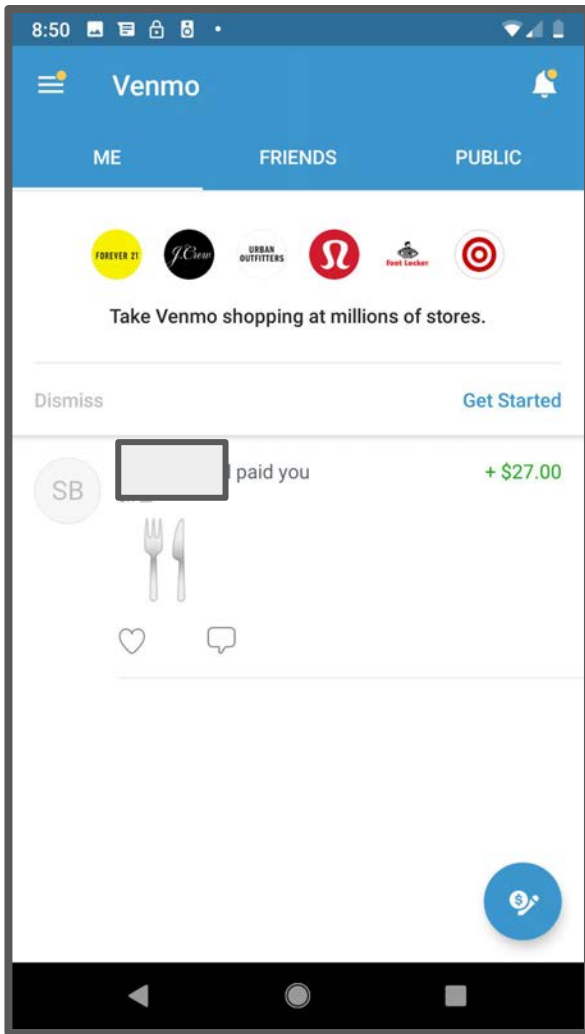 8:50
Venmo
ME FRIENDS PUBLIC
FOREVER 21 J.Crew URBAN OUTFITTERS Foot Locker
Take Venmo shopping at millions of stores.
Dismiss Get Started
SB paid you + $27.00
$